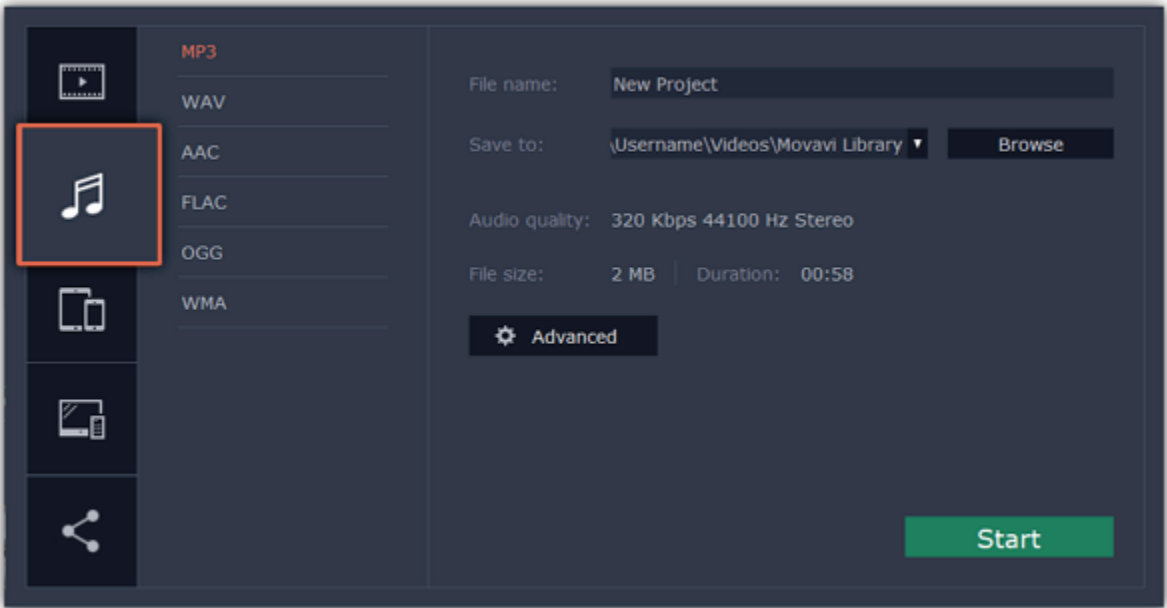 MP3
WAV
AAC
FLAC
OGG
WMA
File name: New Project
Save to: \Username\Videos\Movavi Library Browse
Audio quality: 320 Kbps 44100 Hz Stereo
File size: 2 MB Duration: 00:58
Advanced
Start